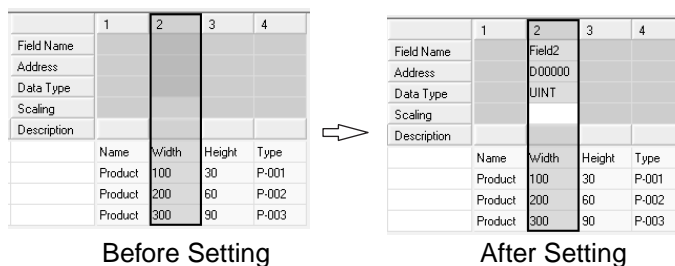 1 2 3 4
Field Name
Address
Data Type
Scaling
Description
Name Width Height Type
Product 100 30 P-001
Product 200 60 P-002
Product 300 90 P-003
Before Setting
1 2 3 4
Field Name Field2
Address D00000
Data Type UINT
Scaling
Description
Name Width Height Type
Product 100 30 P-001
Product 200 60 P-002
Product 300 90 P-003
After Setting